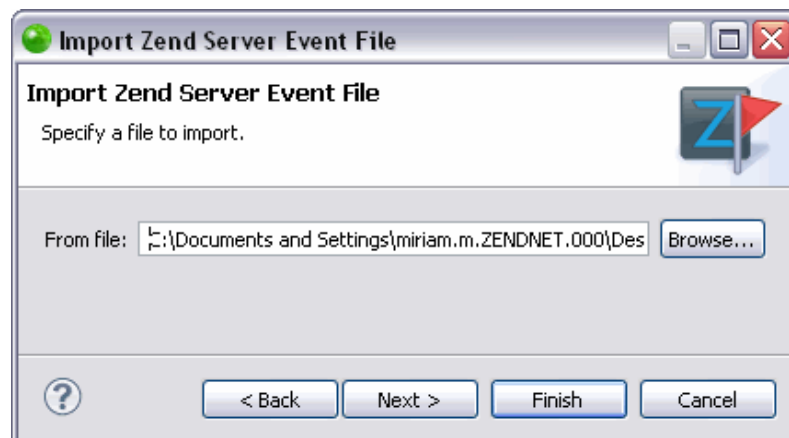 Import Zend Server Event File
Import Zend Server Event File
Specify a file to import.
From file: C:\Documents and Settings\miriam.m.ZENDNET.000\Des Browse...
? < Back Next > Finish Cancel